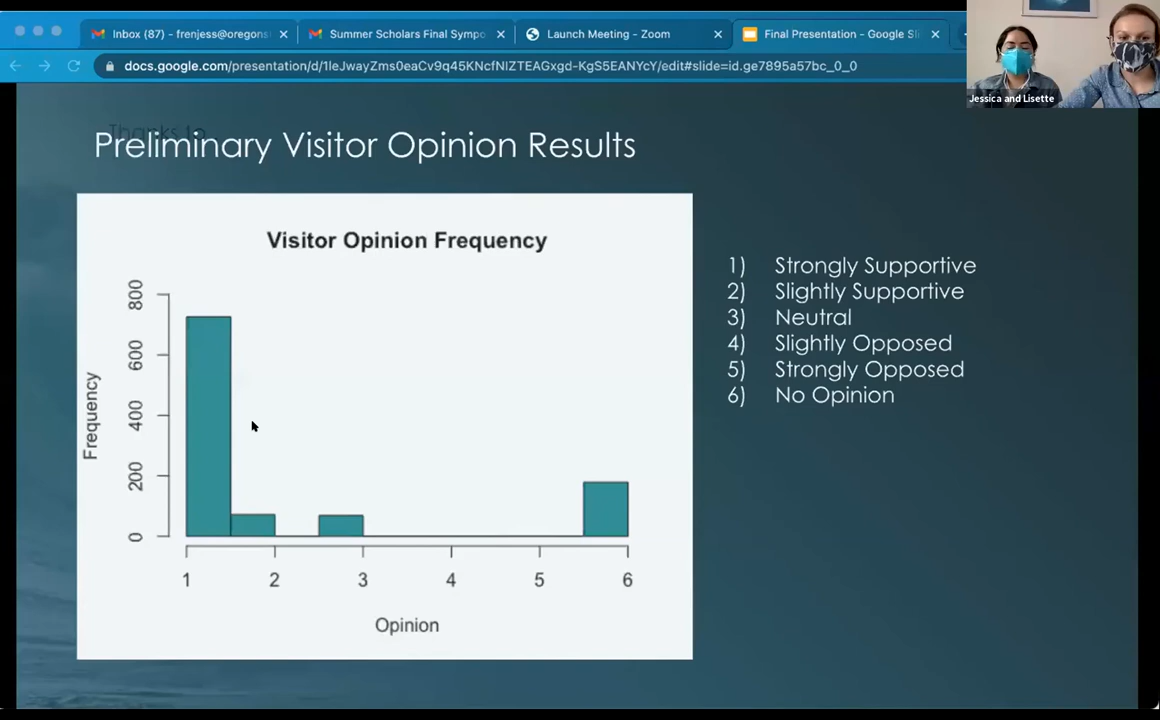 Inbox (87) - frenjess@oregonst
Summer Scholars Final Sympo
Launch Meeting - Zoom
Final Presentation - Google Sli
docs.google.com/presentation/d/1leJwayZms0eaCv9q45KNcfNIZTEAGxgd-KgS5EANYcY/edit#slide=id.ge7895a57bc_0_0
Jessica and Lisette
Thanks to
Preliminary Visitor Opinion Results
Visitor Opinion Frequency
Frequency
800
600
400
200
0
1 2 3 4 5 6
Opinion
1) Strongly Supportive
2) Slightly Supportive
3) Neutral
4) Slightly Opposed
5) Strongly Opposed
6) No Opinion